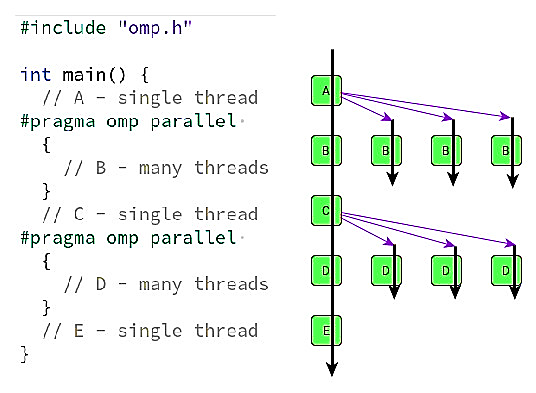 #include "omp.h"
int main() {
// A – single thread
#pragma omp parallel
{
// B – many threads
}
// C – single thread
#pragma omp parallel
{
// D – many threads
}
// E – single thread
}
A
B B B B
C
D D D D
E